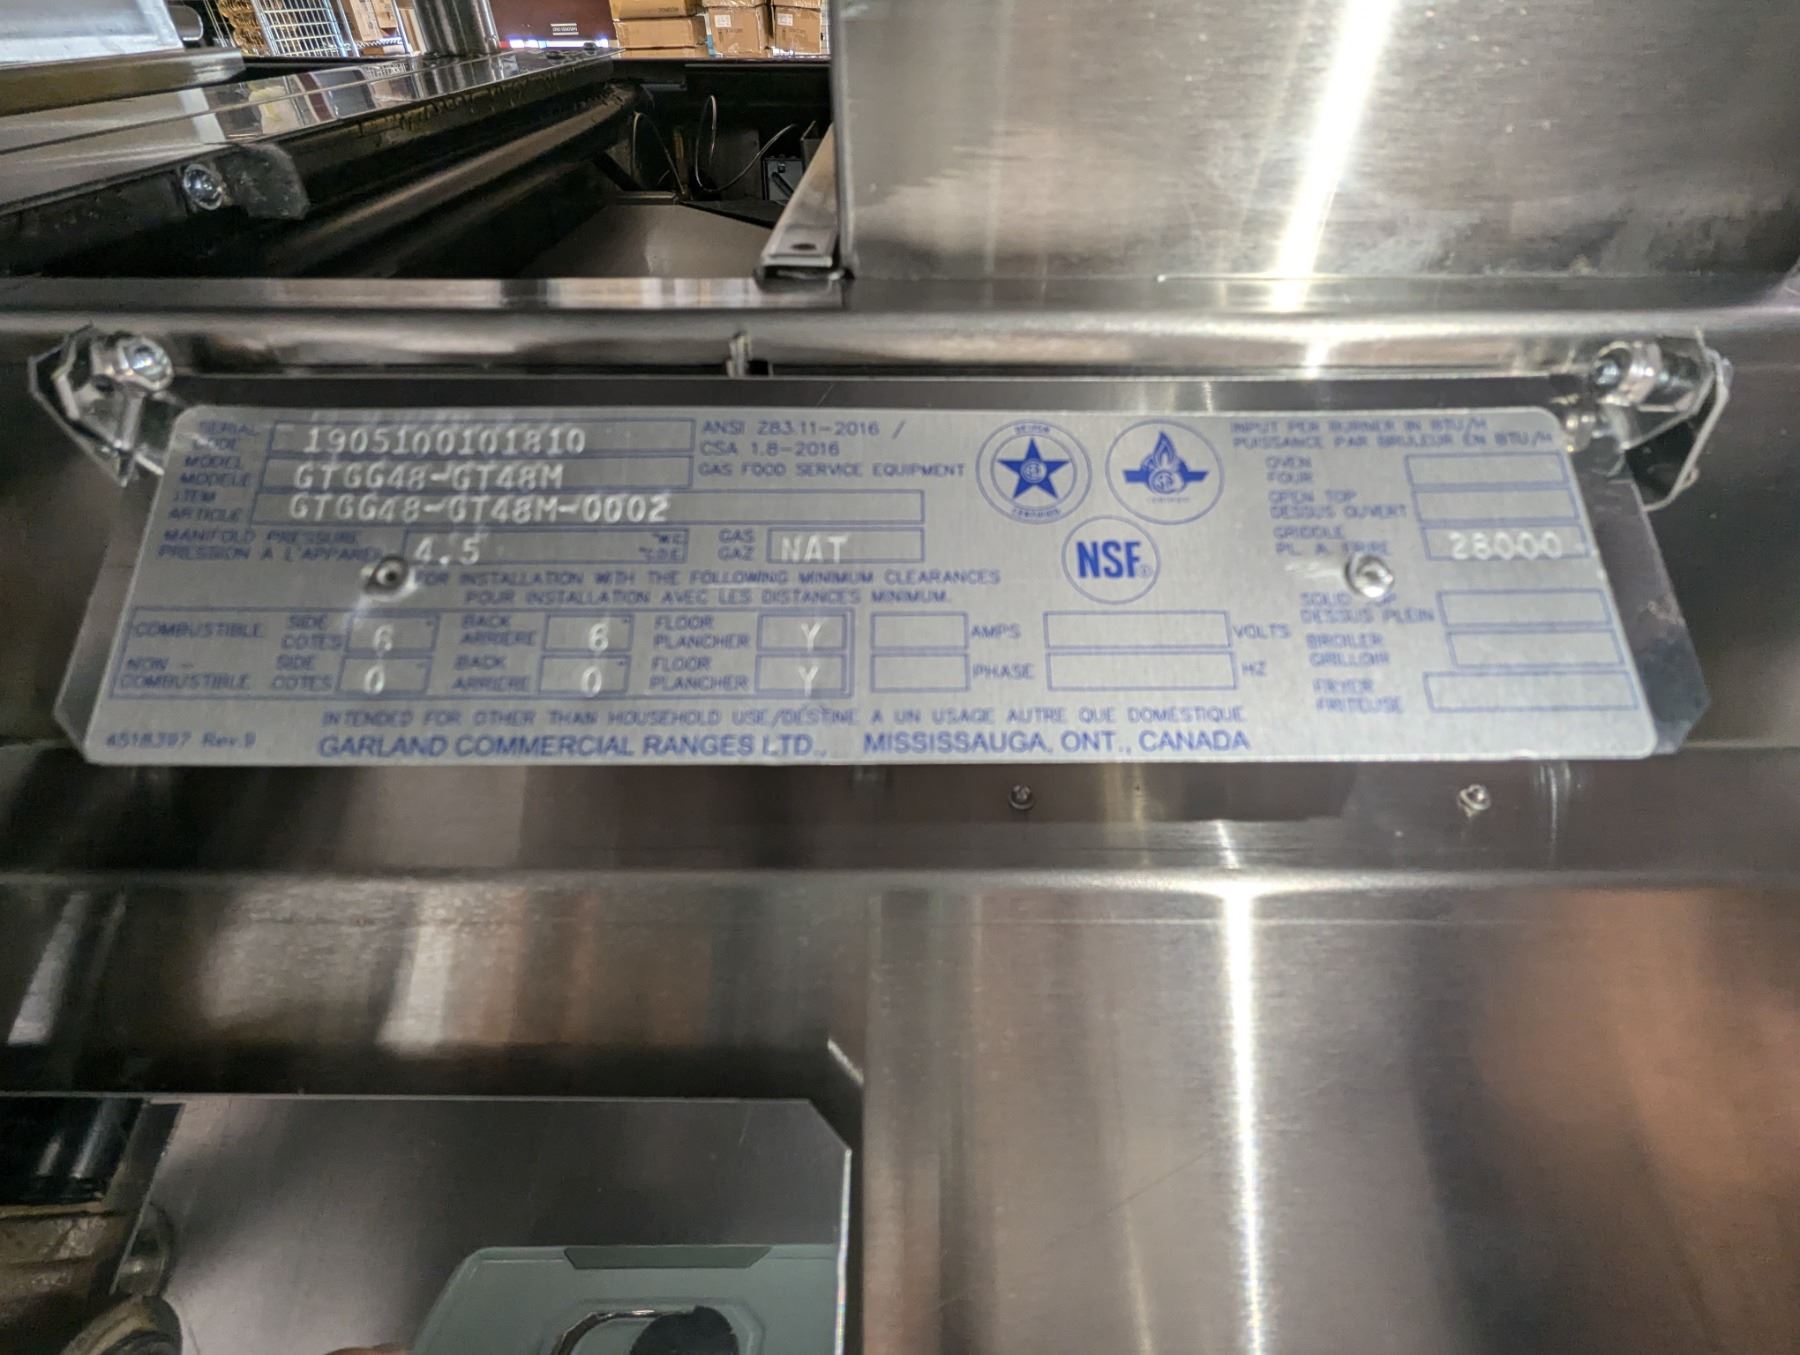 SERIAL CODE 1905100101810
MODEL MODELE GTGG48-GT48M
ITEM ARTICLE GTGG48-GT48M-0002
ANSI Z83.11-2016 /
CSA 1.8-2016
GAS FOOD SERVICE EQUIPMENT
MANIFOLD PRESSURE
PRESSION A L'APPAREIL 4.5 "W.C. "C.D.E.
GAS GAZ NAT
FOR INSTALLATION WITH THE FOLLOWING MINIMUM CLEARANCES
POUR INSTALLATION AVEC LES DISTANCES MINIMUM.
COMBUSTIBLE SIDE COTES 6" BACK ARRIERE 6" FLOOR PLANCHER Y
NON-COMBUSTIBLE SIDE COTES 0" BACK ARRIERE 0" FLOOR PLANCHER Y
AMPS VOLTS
PHASE HZ
NSF
INPUT PER BURNER IN BTU/H
PUISSANCE PAR BRULEUR EN BTU/H
OVEN
FOUR
OPEN TOP
DESSUS OUVERT
GRIDDLE
PL. A FRIRE 28000
SOLID TOP
DESSUS PLEIN
BROILER
GRILLOIR
FRYER
FRITEUSE
INTENDED FOR OTHER THAN HOUSEHOLD USE/DESTINE A UN USAGE AUTRE QUE DOMESTIQUE
4518397 Rev.9 GARLAND COMMERCIAL RANGES LTD., MISSISSAUGA, ONT., CANADA